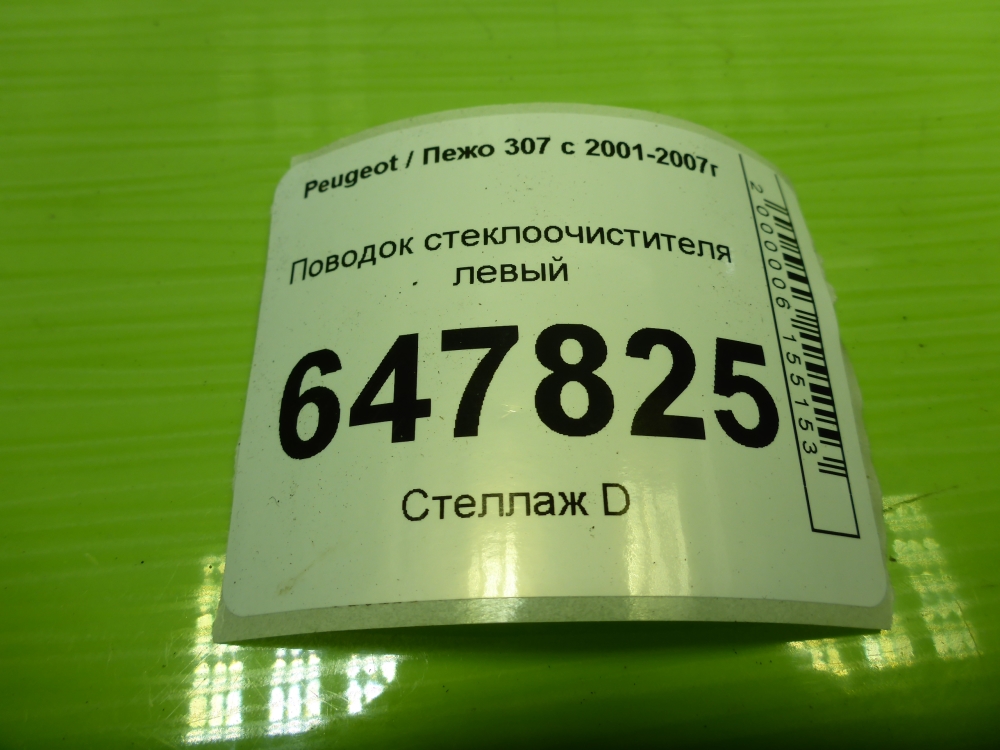 Peugeot / Пежо 307 с 2001-2007г
Поводок стеклоочистителя
левый
647825
Стеллаж D
2000006155153